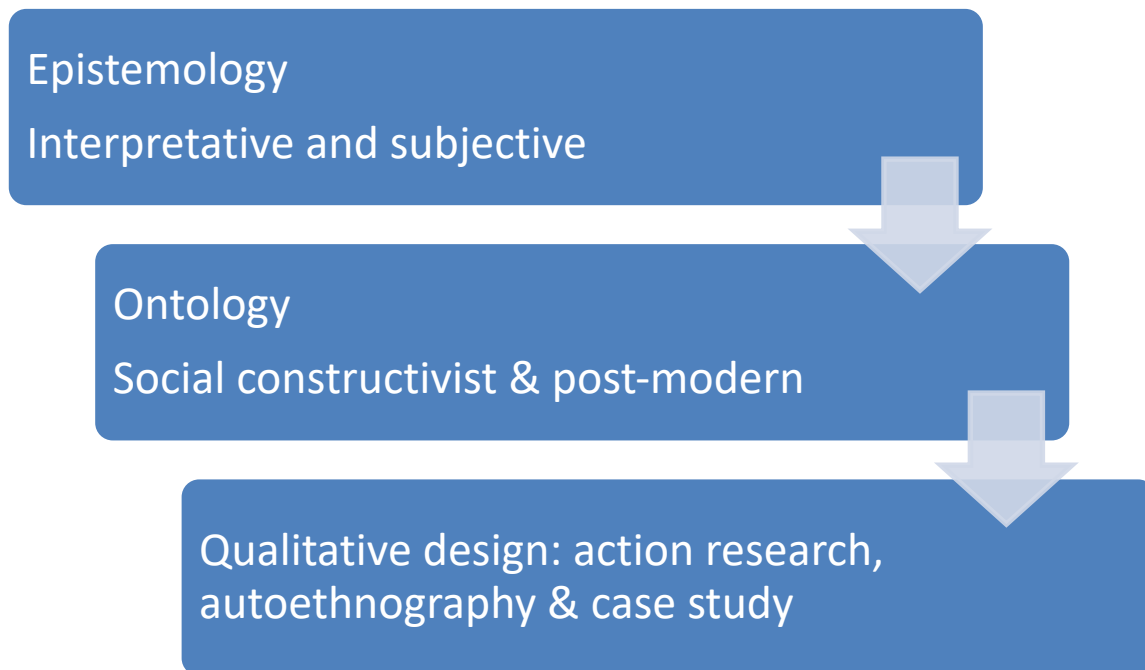 Epistemology
Interpretative and subjective
Ontology
Social constructivist & post-modern
Qualitative design: action research,
autoethnography & case study